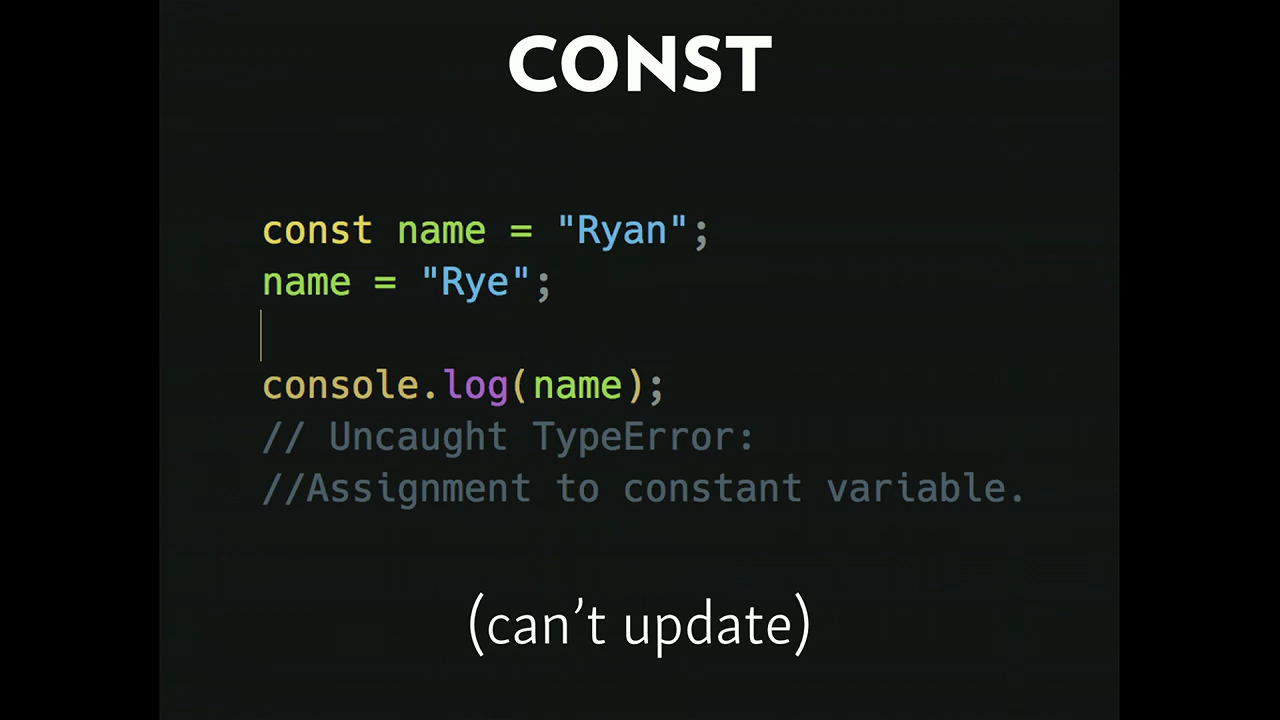 CONST
const name = "Ryan";
name = "Rye";
console.log(name);
// Uncaught TypeError:
//Assignment to constant variable.
(can’t update)